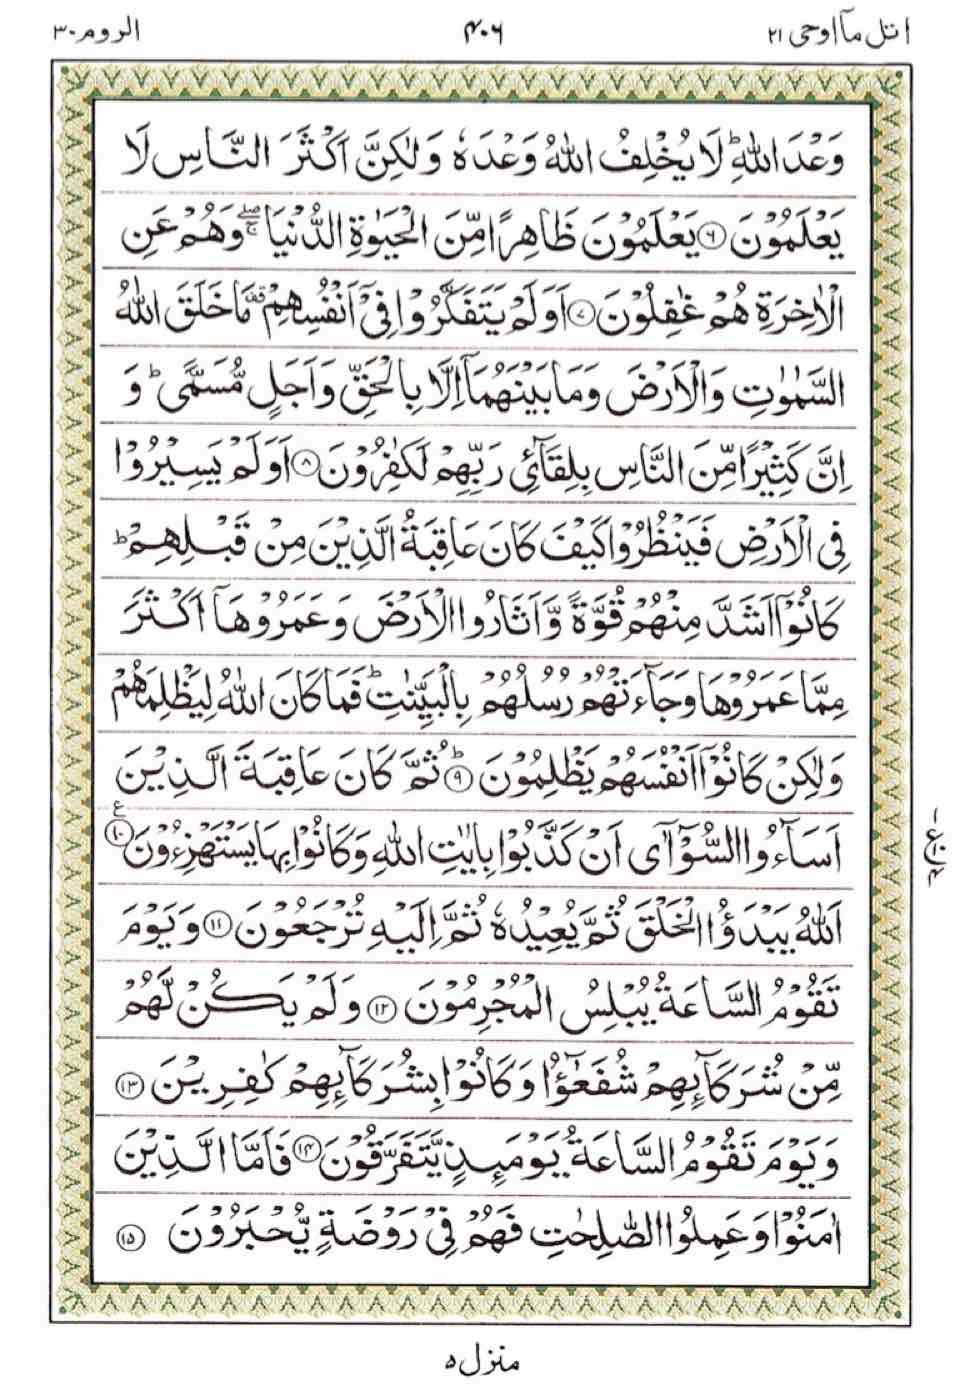 اتل مآ اوحی ۲۱
۴۰۶
الروم ۳۰
وَعْدَ اللّٰهِ ؕ لَا يُخْلِفُ اللّٰهُ وَعْدَهٗ وَلٰكِنَّ اَكْثَرَ النَّاسِ لَا
يَعْلَمُوْنَ ۶ يَعْلَمُوْنَ ظَاهِرًا مِّنَ الْحَيٰوةِ الدُّنْيَا ۖۚ وَهُمْ عَنِ
الْاٰخِرَةِ هُمْ غٰفِلُوْنَ ۷ اَوَلَمْ يَتَفَكَّرُوْا فِیْۤ اَنْفُسِهِمْ ۫ مَا خَلَقَ اللّٰهُ
السَّمٰوٰتِ وَالْاَرْضَ وَمَا بَيْنَهُمَاۤ اِلَّا بِالْحَقِّ وَاَجَلٍ مُّسَمًّی ؕ وَ
اِنَّ كَثِيْرًا مِّنَ النَّاسِ بِلِقَآئِ رَبِّهِمْ لَكٰفِرُوْنَ ۸ اَوَلَمْ يَسِيْرُوْا
فِی الْاَرْضِ فَيَنْظُرُوْا كَيْفَ كَانَ عَاقِبَةُ الَّذِيْنَ مِنْ قَبْلِهِمْ ؕ
كَانُوْۤا اَشَدَّ مِنْهُمْ قُوَّةً وَّاَثَارُوا الْاَرْضَ وَعَمَرُوْهَاۤ اَكْثَرَ
مِمَّا عَمَرُوْهَا وَجَآءَتْهُمْ رُسُلُهُمْ بِالْبَيِّنٰتِ ؕ فَمَا كَانَ اللّٰهُ لِيَظْلِمَهُمْ
وَلٰكِنْ كَانُوْۤا اَنْفُسَهُمْ يَظْلِمُوْنَ ؕ ۹ ثُمَّ كَانَ عَاقِبَةَ الَّذِيْنَ
اَسَآءُوا السُّوْٓاٰۤی اَنْ كَذَّبُوْا بِاٰيٰتِ اللّٰهِ وَكَانُوْا بِهَا يَسْتَهْزِءُوْنَ ۱۰ ع
اَللّٰهُ يَبْدَؤُا الْخَلْقَ ثُمَّ يُعِيْدُهٗ ثُمَّ اِلَيْهِ تُرْجَعُوْنَ ۱۱ وَيَوْمَ
تَقُوْمُ السَّاعَةُ يُبْلِسُ الْمُجْرِمُوْنَ ۱۲ وَلَمْ يَكُنْ لَّهُمْ
مِّنْ شُرَكَآئِهِمْ شُفَعٰٓؤُا وَكَانُوْا بِشُرَكَآئِهِمْ كٰفِرِيْنَ ۱۳
وَيَوْمَ تَقُوْمُ السَّاعَةُ يَوْمَئِذٍ يَّتَفَرَّقُوْنَ ۱۴ فَاَمَّا الَّذِيْنَ
اٰمَنُوْا وَعَمِلُوا الصّٰلِحٰتِ فَهُمْ فِیْ رَوْضَةٍ يُّحْبَرُوْنَ ۱۵
منزل ۵